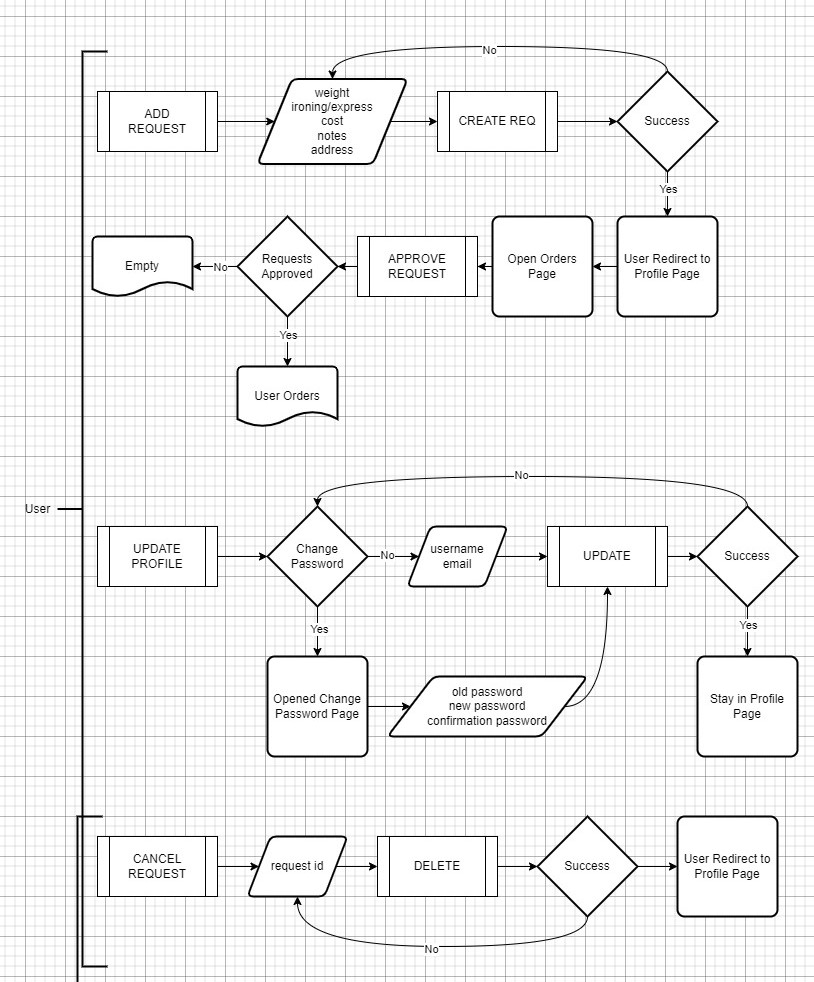 No
ADD
REQUEST
weight
ironing/express
cost
notes
address
CREATE REQ
Success
Yes
Empty
No
Requests
Approved
APPROVE
REQUEST
Open Orders
Page
User Redirect to
Profile Page
Yes
User Orders
No
User
UPDATE
PROFILE
Change
Password
No
username
email
UPDATE
Success
Yes
Yes
Opened Change
Password Page
old password
new password
confirmation password
Stay in Profile
Page
CANCEL
REQUEST
request id
DELETE
Success
User Redirect to
Profile Page
No